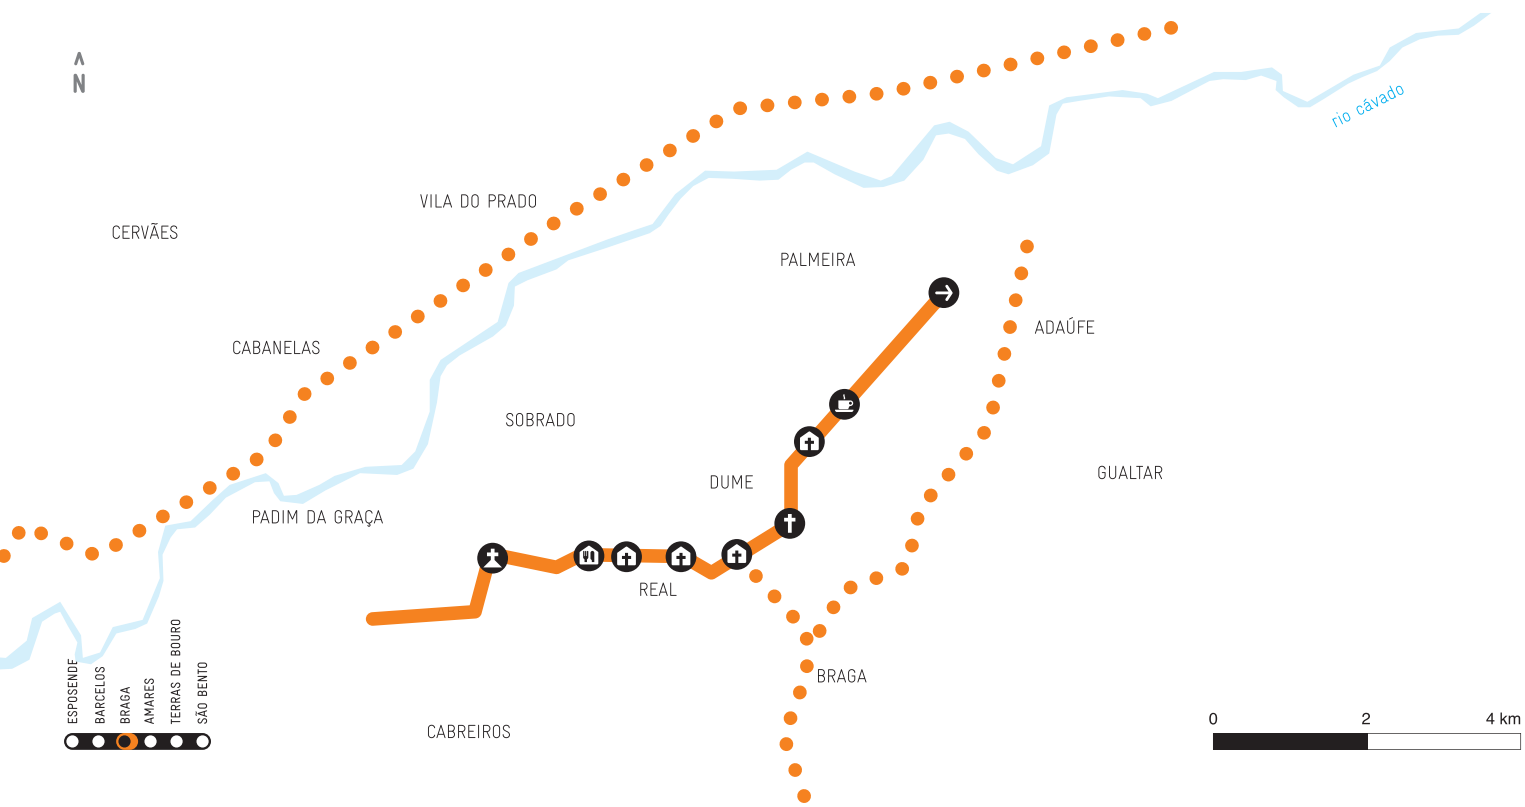 N
rio cávado
VILA DO PRADO
CERVÃES
PALMEIRA
ADAÚFE
CABANELAS
SOBRADO
GUALTAR
DUME
PADIM DA GRAÇA
REAL
BRAGA
CABREIROS
ESPOSENDE
BARCELOS
BRAGA
AMARES
TERRAS DE BOURO
SÃO BENTO
0 2 4 km